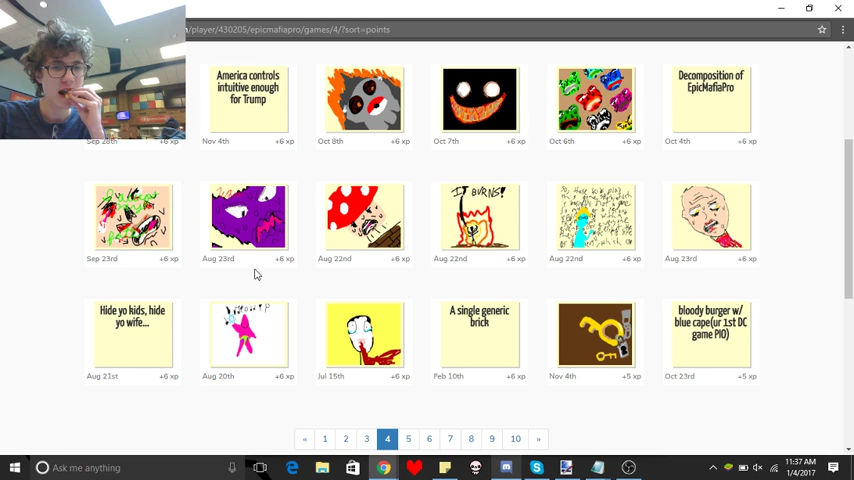 n/player/430205/epicmafiapro/games/4/?sort=points
America controls
intuitive enough
for Trump
Decomposition of
EpicMafiaPro
Sep 28th +6 xp
Nov 4th +6 xp
Oct 8th +6 xp
Oct 7th +6 xp
Oct 6th +6 xp
Oct 4th +6 xp
IT BURNS!
Sep 23rd +6 xp
Aug 23rd +6 xp
Aug 22nd +6 xp
Aug 22nd +6 xp
Aug 22nd +6 xp
Aug 23rd +6 xp
Hide yo kids, hide
yo wife...
A single generic
brick
bloody burger w/
blue cape(ur 1st DC
game PIO)
Aug 21st +6 xp
Aug 20th +6 xp
Jul 15th +6 xp
Feb 10th +6 xp
Nov 4th +5 xp
Oct 23rd +5 xp
« 1 2 3 4 5 6 7 8 9 10 »
Ask me anything
11:37 AM
1/4/2017